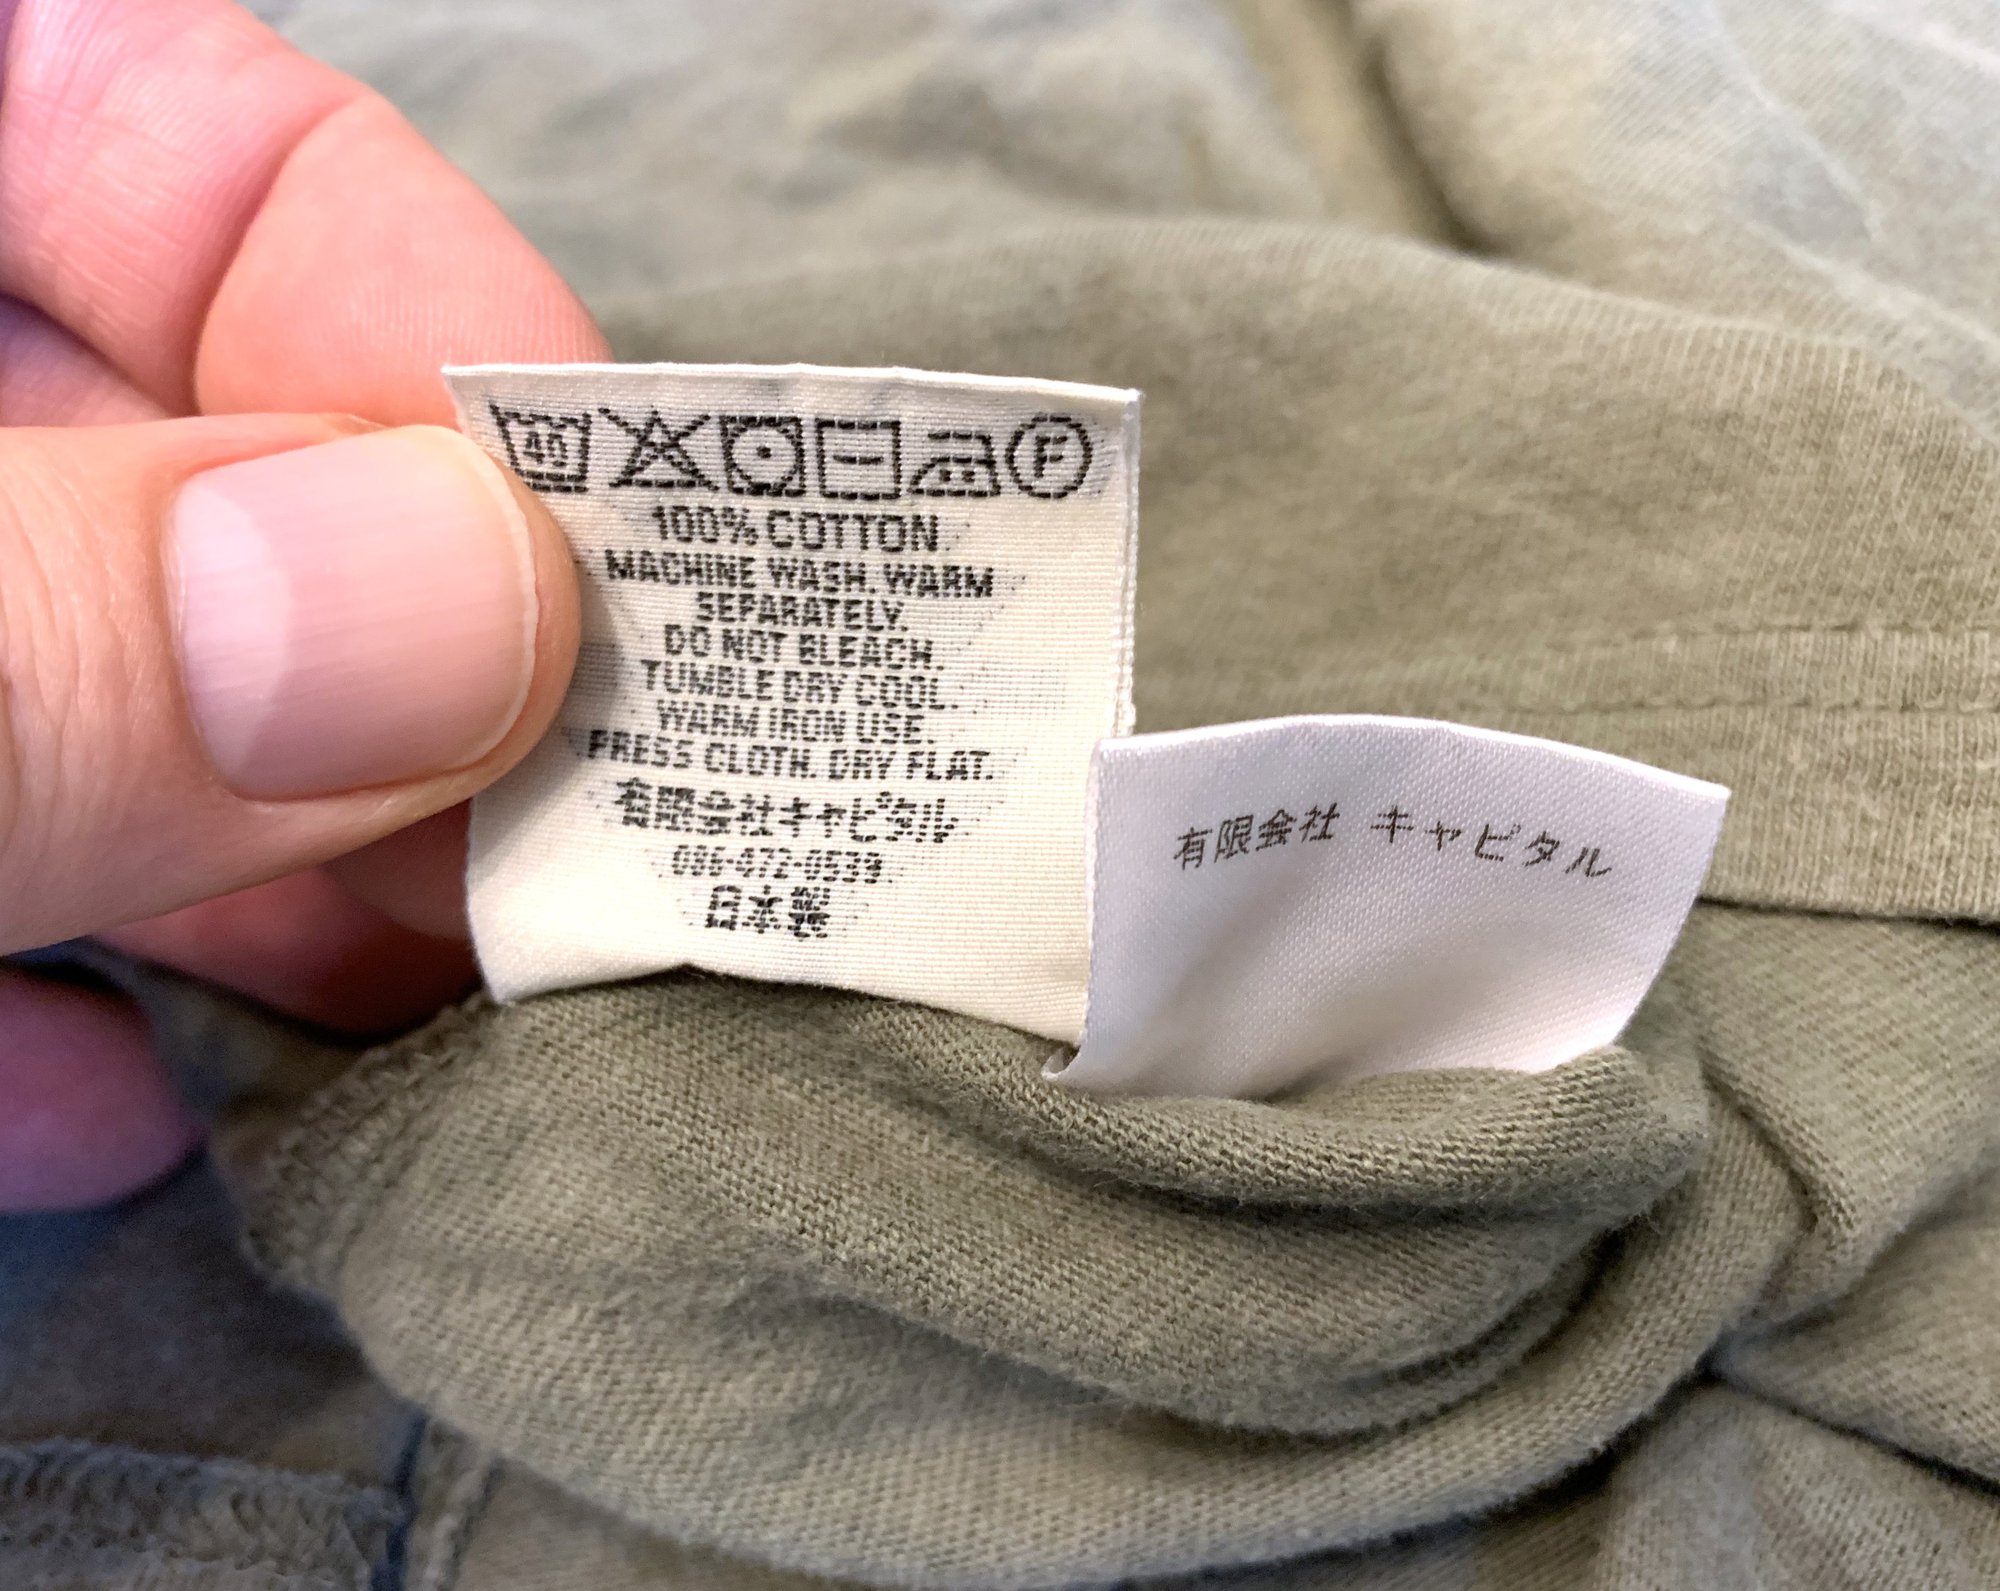 40
F
100% COTTON
MACHINE WASH. WARM
SEPARATELY.
DO NOT BLEACH.
TUMBLE DRY COOL.
WARM IRON USE.
PRESS CLOTH. DRY FLAT.
有限会社キャピタル
086-472-0539
日本製
有限会社 キャピタル